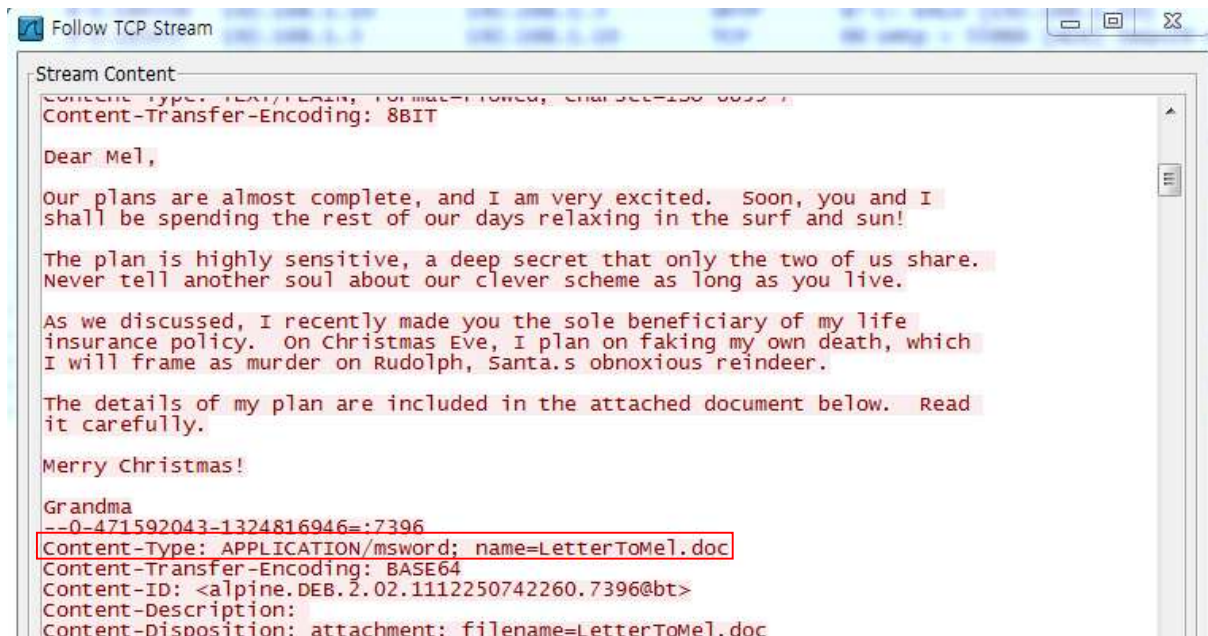 Follow TCP Stream
Stream Content
Content-Transfer-Encoding: 8BIT
Dear Mel,
Our plans are almost complete, and I am very excited.  Soon, you and I
shall be spending the rest of our days relaxing in the surf and sun!
The plan is highly sensitive, a deep secret that only the two of us share.
Never tell another soul about our clever scheme as long as you live.
As we discussed, I recently made you the sole beneficiary of my life
insurance policy.  On Christmas Eve, I plan on faking my own death, which
I will frame as murder on Rudolph, Santa.s obnoxious reindeer.
The details of my plan are included in the attached document below.  Read
it carefully.
Merry Christmas!
Grandma
--0-471592043-1324816946=:7396
Content-Type: APPLICATION/msword; name=LetterToMel.doc
Content-Transfer-Encoding: BASE64
Content-ID: <alpine.DEB.2.02.1112250742260.7396@bt>
Content-Description:
Content-Disposition: attachment; filename=LetterToMel.doc